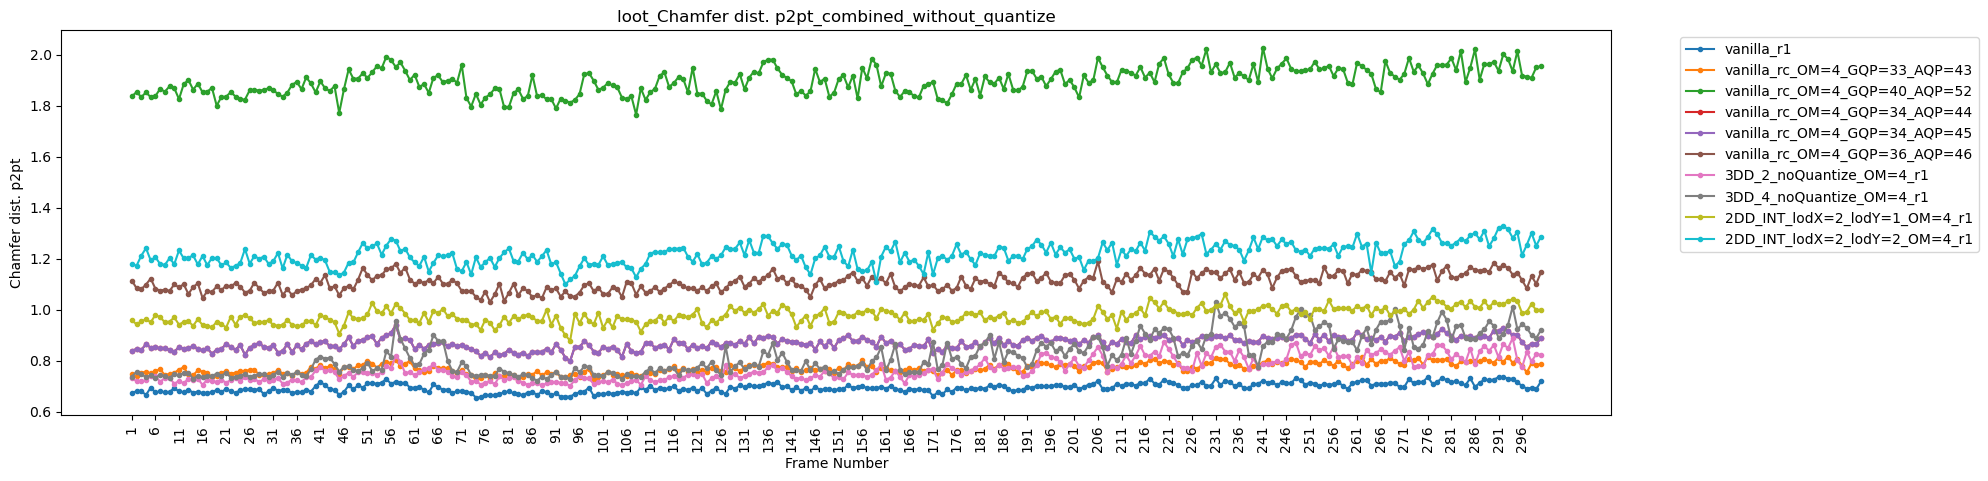 loot_Chamfer dist. p2pt_combined_without_quantize
Chamfer dist. p2pt
2.0
1.8
1.6
1.4
1.2
1.0
0.8
0.6
1 6 11 16 21 26 31 36 41 46 51 56 61 66 71 76 81 86 91 96 101 106 111 116 121 126 131 136 141 146 151 156 161 166 171 176 181 186 191 196 201 206 211 216 221 226 231 236 241 246 251 256 261 266 271 276 281 286 291 296
Frame Number
vanilla_r1
vanilla_rc_OM=4_GQP=33_AQP=43
vanilla_rc_OM=4_GQP=40_AQP=52
vanilla_rc_OM=4_GQP=34_AQP=44
vanilla_rc_OM=4_GQP=34_AQP=45
vanilla_rc_OM=4_GQP=36_AQP=46
3DD_2_noQuantize_OM=4_r1
3DD_4_noQuantize_OM=4_r1
2DD_INT_lodX=2_lodY=1_OM=4_r1
2DD_INT_lodX=2_lodY=2_OM=4_r1